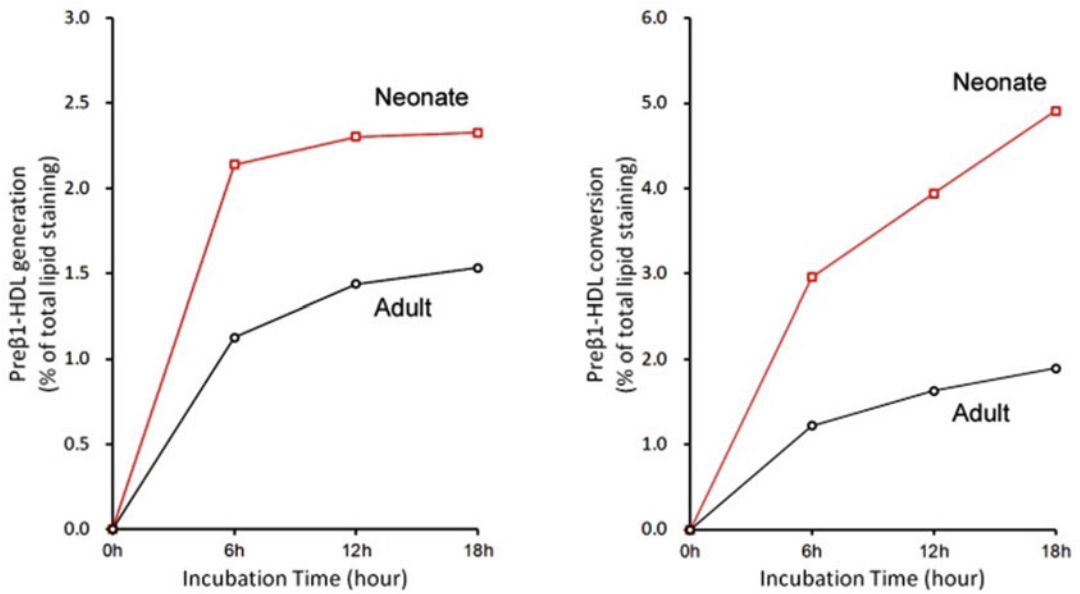 Preβ1-HDL generation
(% of total lipid staining)
3.0
2.5
2.0
1.5
1.0
0.5
0.0
Neonate
Adult
0h
6h
12h
18h
Incubation Time (hour)
Preβ1-HDL conversion
(% of total lipid staining)
6.0
5.0
4.0
3.0
2.0
1.0
0.0
Neonate
Adult
0h
6h
12h
18h
Incubation Time (hour)